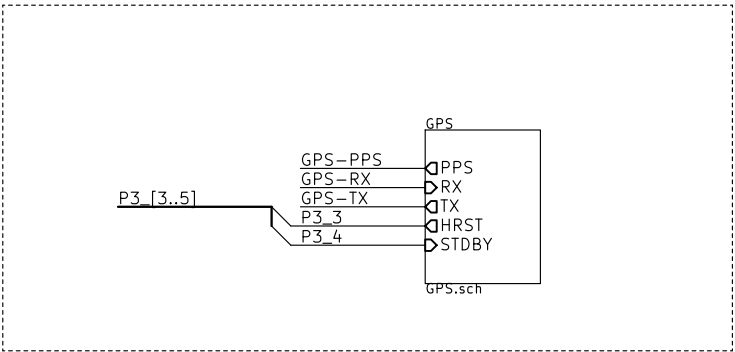 GPS
GPS-PPS
PPS
GPS-RX
RX
P3_[3..5]
GPS-TX
TX
P3_3
HRST
P3_4
STDBY
GPS.sch